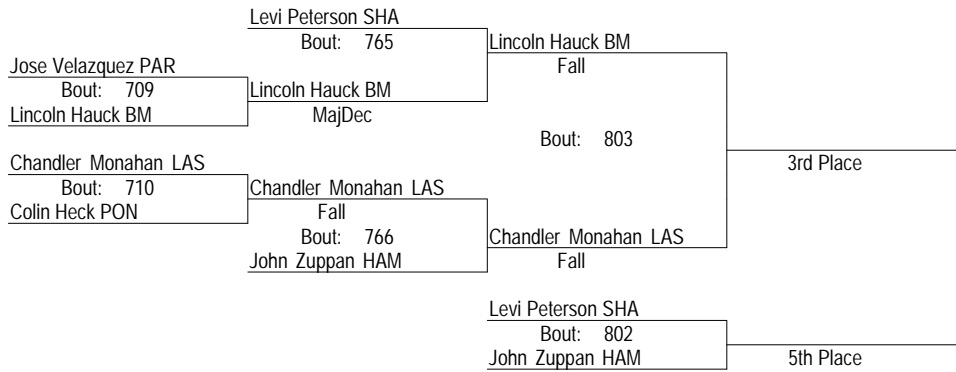 Levi Peterson SHA
Bout: 765
Lincoln Hauck BM
Fall
Jose Velazquez PAR
Bout: 709
Lincoln Hauck BM
Lincoln Hauck BM
MajDec
Bout: 803
3rd Place
Chandler Monahan LAS
Bout: 710
Colin Heck PON
Chandler Monahan LAS
Fall
Bout: 766
John Zuppan HAM
Chandler Monahan LAS
Fall
Levi Peterson SHA
Bout: 802
John Zuppan HAM
5th Place